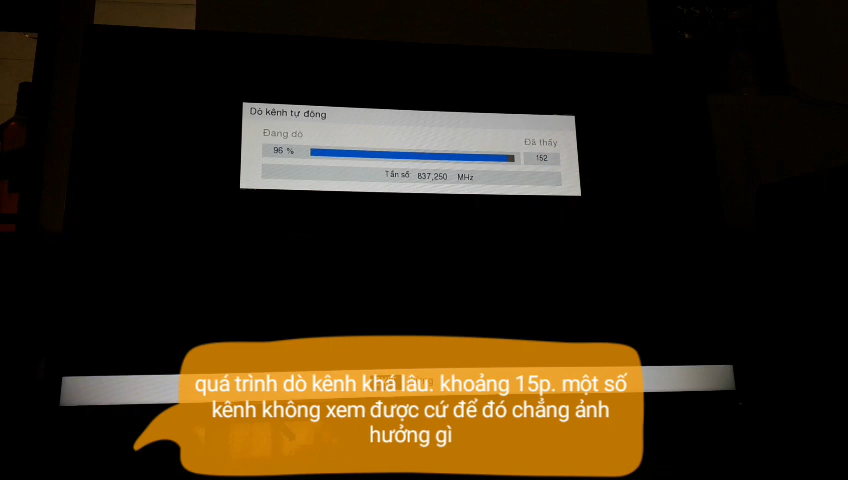 Dò kênh tự động
Đang dò
Đã thấy
96 %
152
Tần số 837,250 MHz
quá trình dò kênh khá lâu. khoảng 15p. một số
kênh không xem được cứ để đó chẳng ảnh
hưởng gì